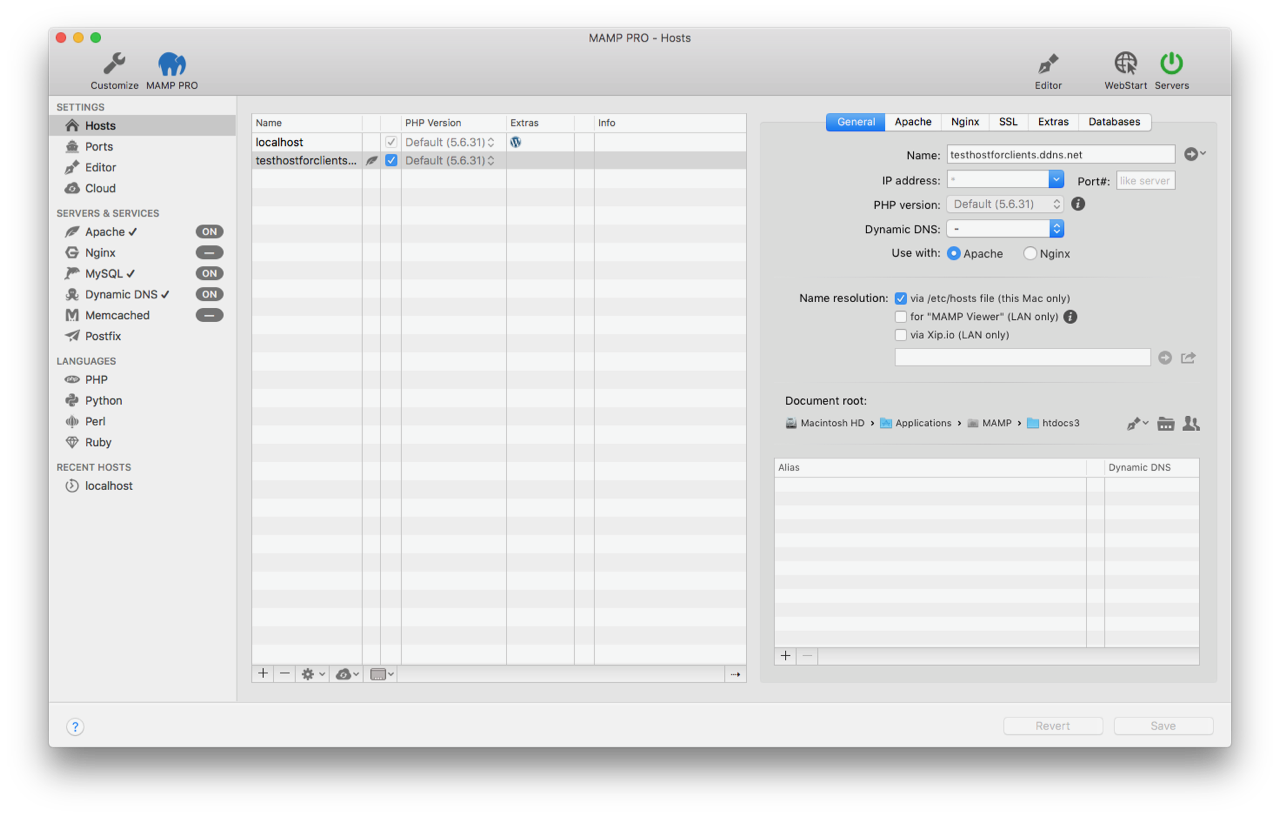 MAMP PRO - Hosts
Customize MAMP PRO Editor WebStart Servers
SETTINGS
Hosts
Ports
Editor
Cloud
SERVERS & SERVICES
Apache ✓ ON
Nginx
MySQL ✓ ON
Dynamic DNS ✓ ON
Memcached
Postfix
LANGUAGES
PHP
Python
Perl
Ruby
RECENT HOSTS
localhost
Name PHP Version Extras Info
localhost Default (5.6.31)
testhostforclients... Default (5.6.31)
General Apache Nginx SSL Extras Databases
Name: testhostforclients.ddns.net
IP address: * Port#: like server
PHP version: Default (5.6.31)
Dynamic DNS: -
Use with: Apache Nginx
Name resolution: via /etc/hosts file (this Mac only)
for "MAMP Viewer" (LAN only)
via Xip.io (LAN only)
Document root:
Macintosh HD › Applications › MAMP › htdocs3
Alias Dynamic DNS
+ −
+ −
?
Revert Save